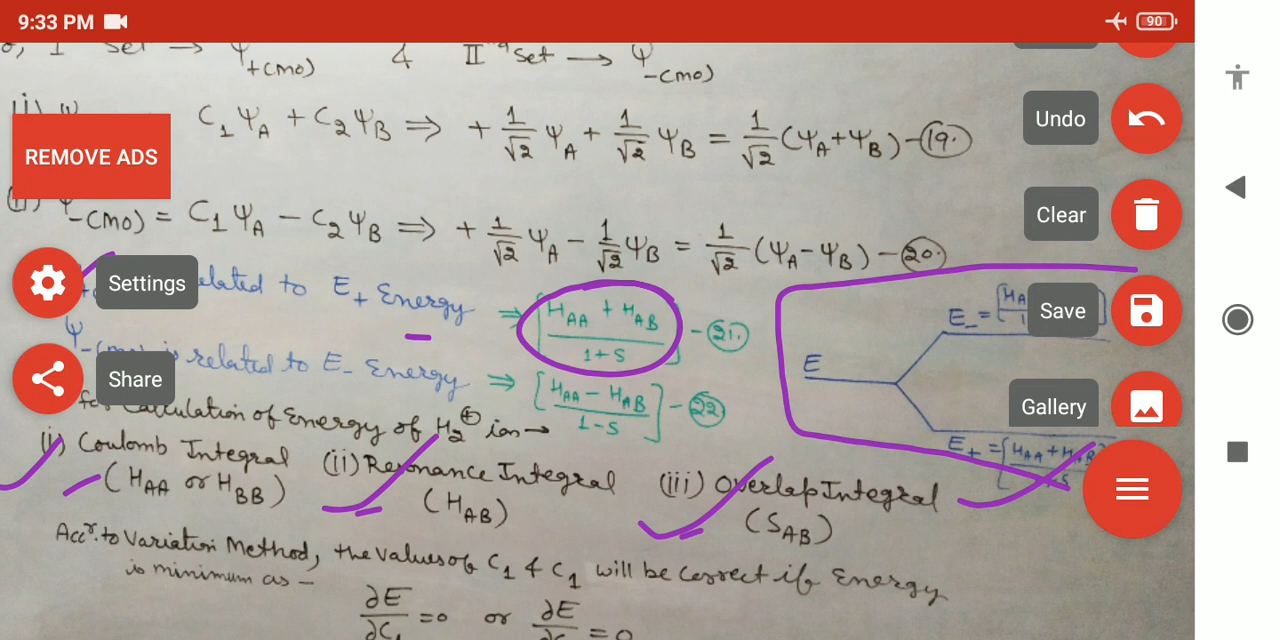 9:33 PM 90
I Set → Ψ+(MO) & IInd Set → Ψ-(MO)
Undo
C₁ΨA + C₂ΨB ⇒ + 1/√2 ΨA + 1/√2 ΨB = 1/√2 (ΨA+ΨB) - 19.
REMOVE ADS
Clear
Ψ-(MO) = C₁ΨA - C₂ΨB ⇒ + 1/√2 ΨA - 1/√2 ΨB = 1/√2 (ΨA-ΨB) - 20.
Settings
related to E+ Energy ⇒ [HAA + HAB / 1+S] - 21.
Save
E- = [HA
E
Ψ-(MO) is related to E- Energy ⇒ [HAA - HAB / 1-S] - 22
Share
Gallery
for Calculation of Energy of H₂⊕ ion →
E+ = [HAA+HAB
(i) Coulomb Integral (ii) Resonance Integral (iii) Overlap Integral
(HAA or HBB) (HAB) (SAB)
Accr. to Variation Method, the values of C₁ & C₁ will be correct if Energy
is minimum as -
∂E/∂C₁ = 0 or ∂E/∂C = 0